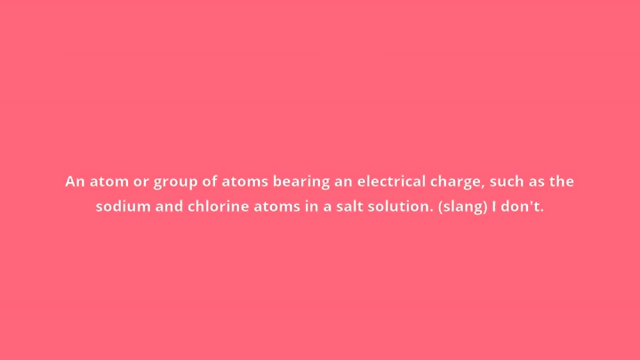 An atom or group of atoms bearing an electrical charge, such as the
sodium and chlorine atoms in a salt solution. (slang) I don't.